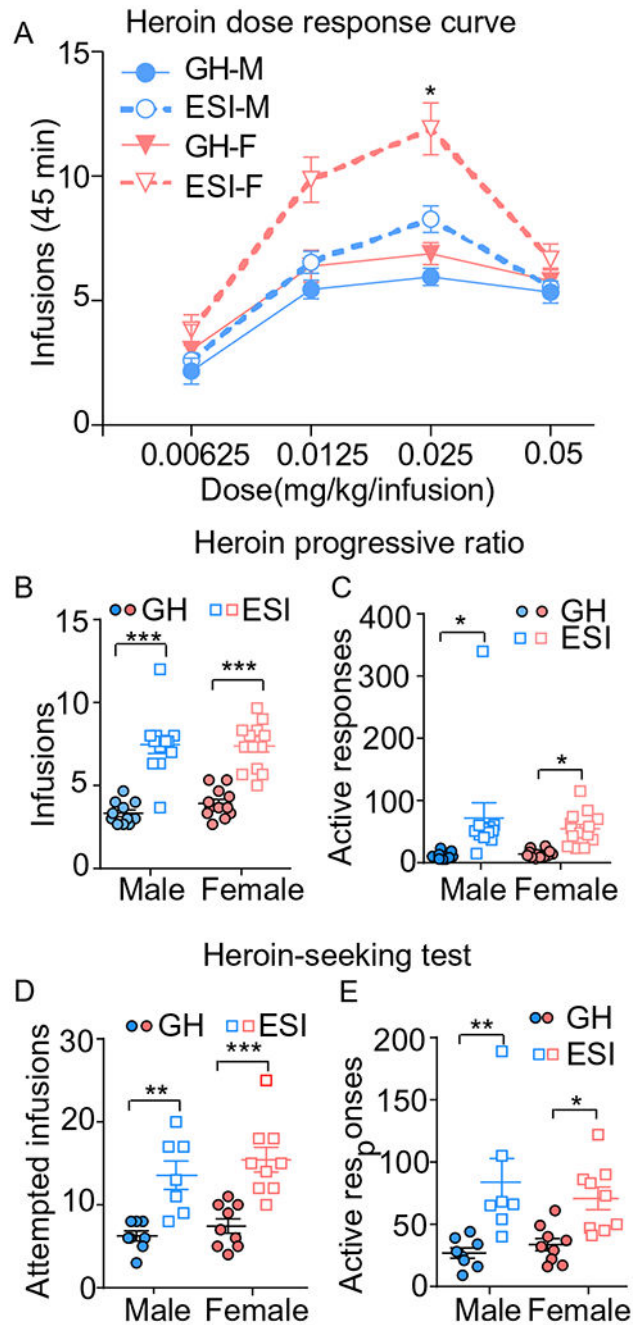 A
Heroin dose response curve
Infusions (45 min)
15
10
5
0
GH-M
ESI-M
GH-F
ESI-F
*
0.00625 0.0125 0.025 0.05
Dose(mg/kg/infusion)
Heroin progressive ratio
B
GH ESI
Infusions
15
10
5
0
***
***
Male Female
C
GH
ESI
Active responses
400
300
200
100
0
*
*
Male Female
Heroin-seeking test
D
GH ESI
Attempted infusions
30
20
10
0
**
***
Male Female
E
GH
ESI
Active responses
200
150
100
50
0
**
*
Male Female